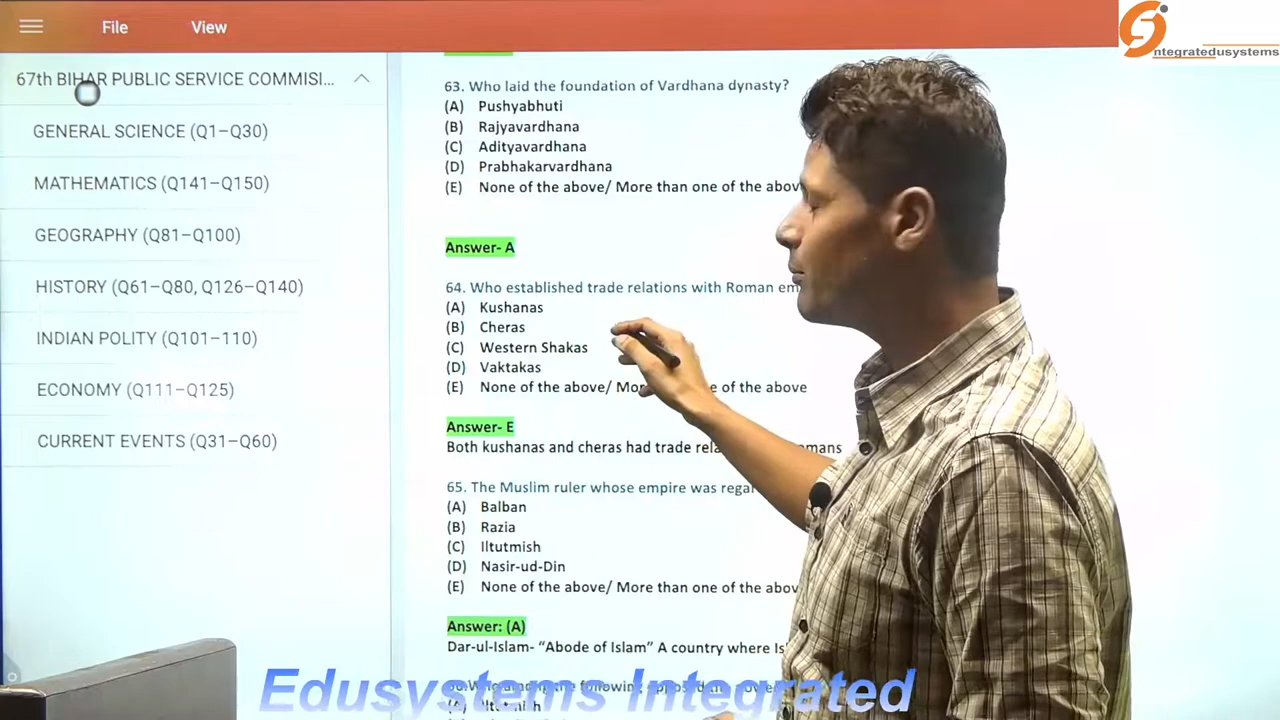 File
View
ntegratedusystems
67th BIHAR PUBLIC SERVICE COMMISI...
GENERAL SCIENCE (Q1–Q30)
MATHEMATICS (Q141–Q150)
GEOGRAPHY (Q81–Q100)
HISTORY (Q61–Q80, Q126–Q140)
INDIAN POLITY (Q101–110)
ECONOMY (Q111–Q125)
CURRENT EVENTS (Q31–Q60)
63. Who laid the foundation of Vardhana dynasty?
(A) Pushyabhuti
(B) Rajyavardhana
(C) Adityavardhana
(D) Prabhakarvardhana
(E) None of the above/ More than one of the abov
Answer- A
64. Who established trade relations with Roman em
(A) Kushanas
(B) Cheras
(C) Western Shakas
(D) Vaktakas
(E) None of the above/ Mor e of the above
Answer- E
Both kushanas and cheras had trade rela mans
65. The Muslim ruler whose empire was regar
(A) Balban
(B) Razia
(C) Iltutmish
(D) Nasir-ud-Din
(E) None of the above/ More than one of the abov
Answer: (A)
Dar-ul-Islam- “Abode of Islam” A country where Is
Edusystems Integrated
(A) Iltutmish